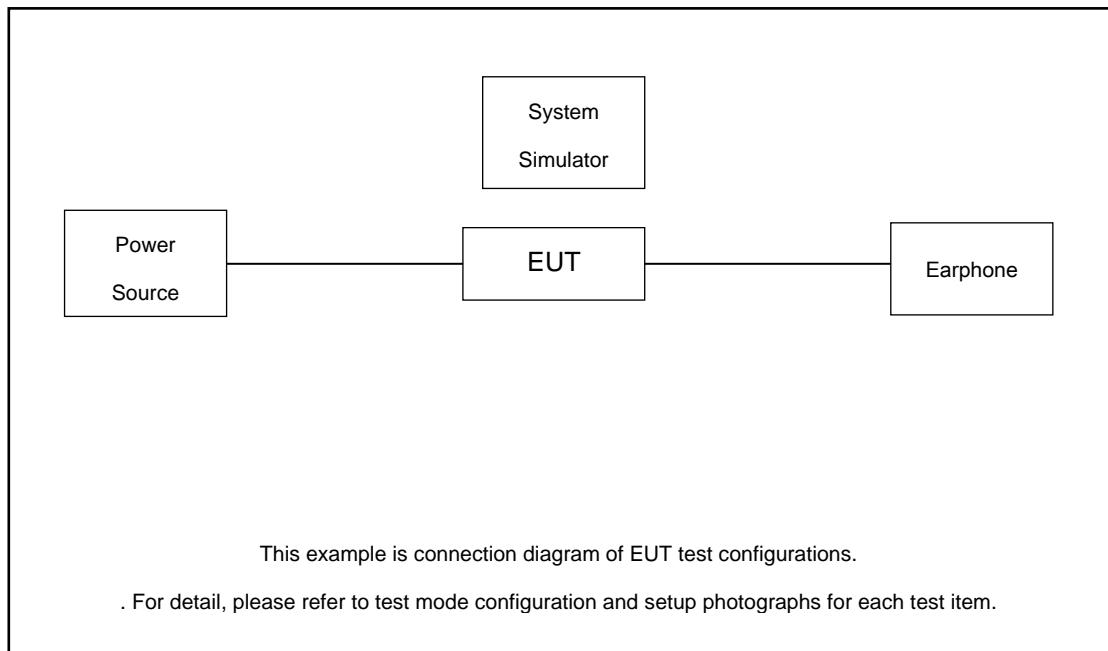 System
Simulator
Power
Source
EUT
Earphone
This example is connection diagram of EUT test configurations.
. For detail, please refer to test mode configuration and setup photographs for each test item.